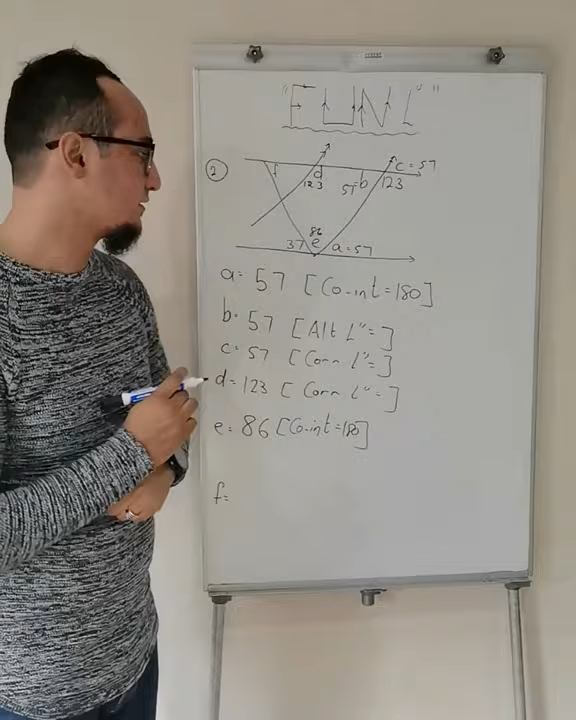 "FUNL"
2
c = 57
f d b 123
123 57
86
37 e a = 57
a = 57 [Co-int = 180]
b = 57 [Alt L" = ]
c = 57 [Corr L" = ]
d = 123 [Corr L" = ]
e = 86 [Co-int = 180]
f =